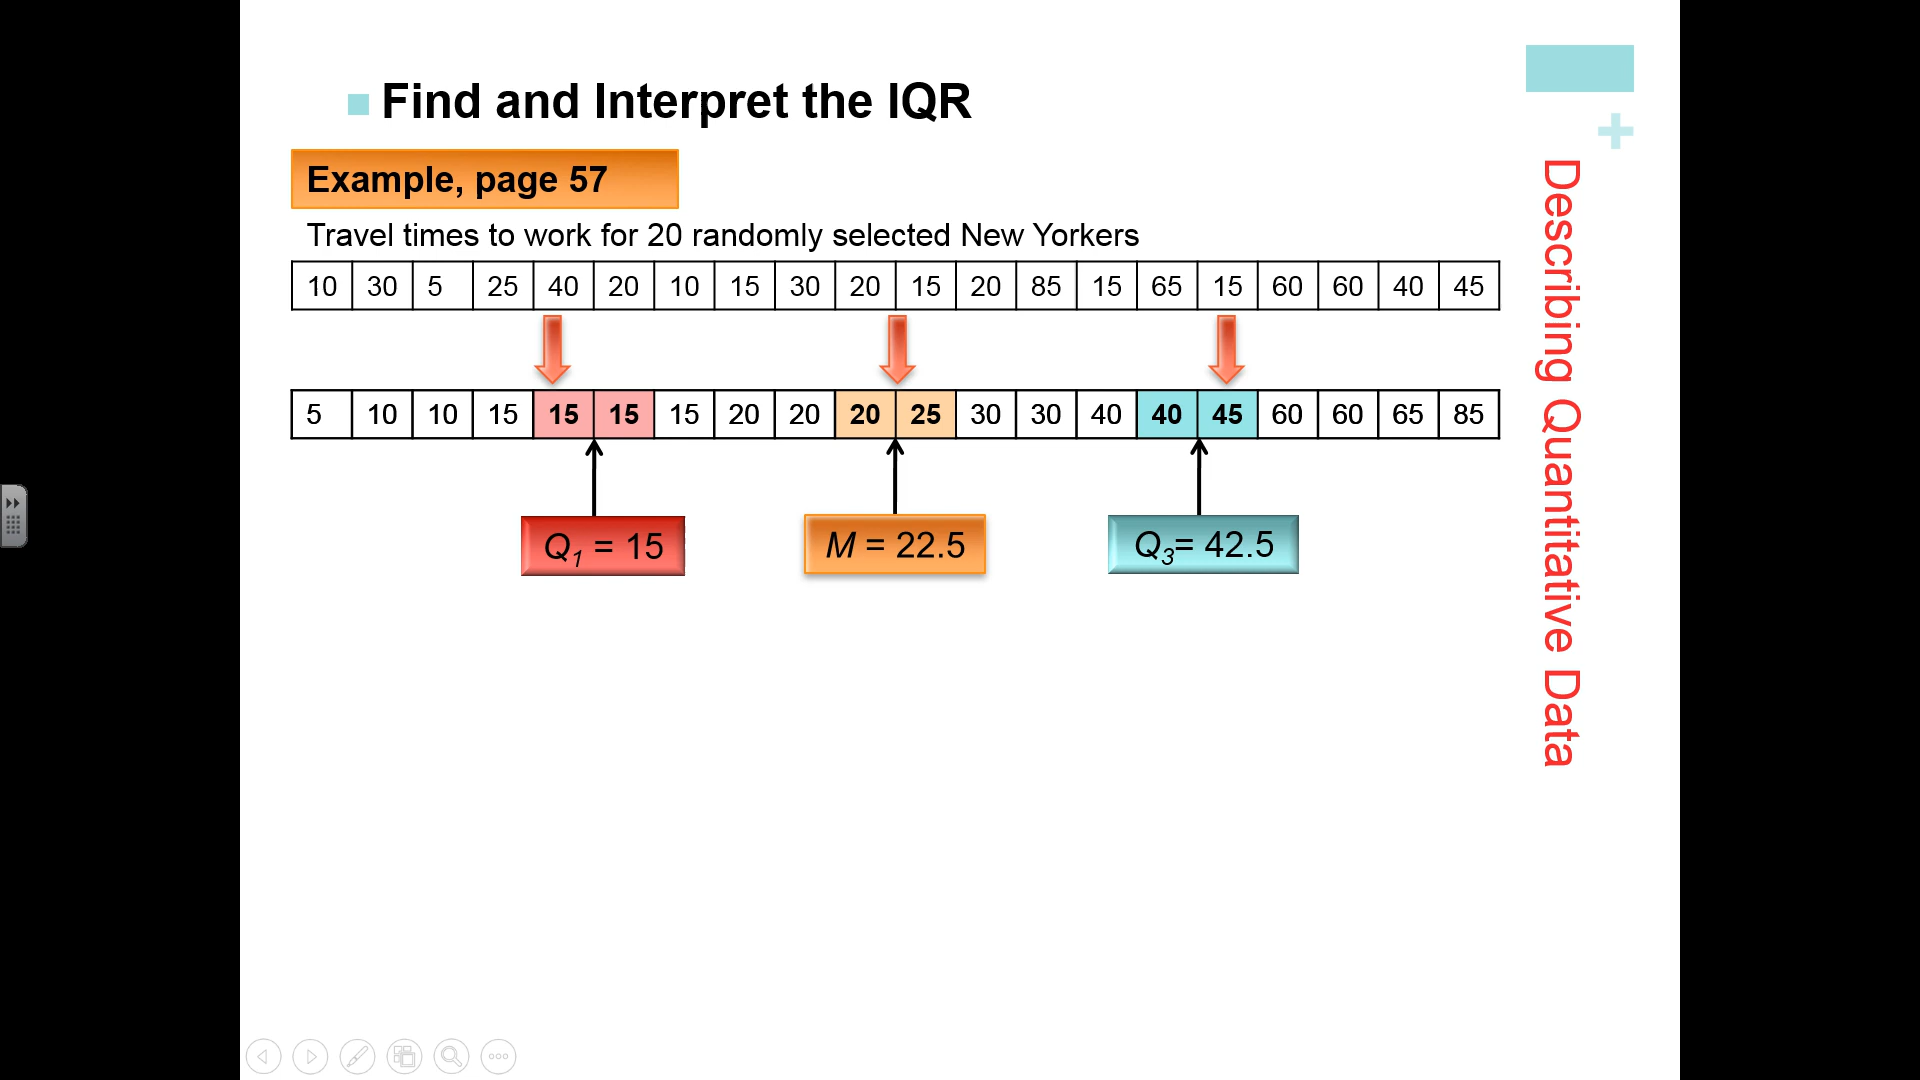 Find and Interpret the IQR
Example, page 57
Travel times to work for 20 randomly selected New Yorkers
10 30 5 25 40 20 10 15 30 20 15 20 85 15 65 15 60 60 40 45
5 10 10 15 15 15 15 20 20 20 25 30 30 40 40 45 60 60 65 85
Q1 = 15
M = 22.5
Q3= 42.5
Describing Quantitative Data